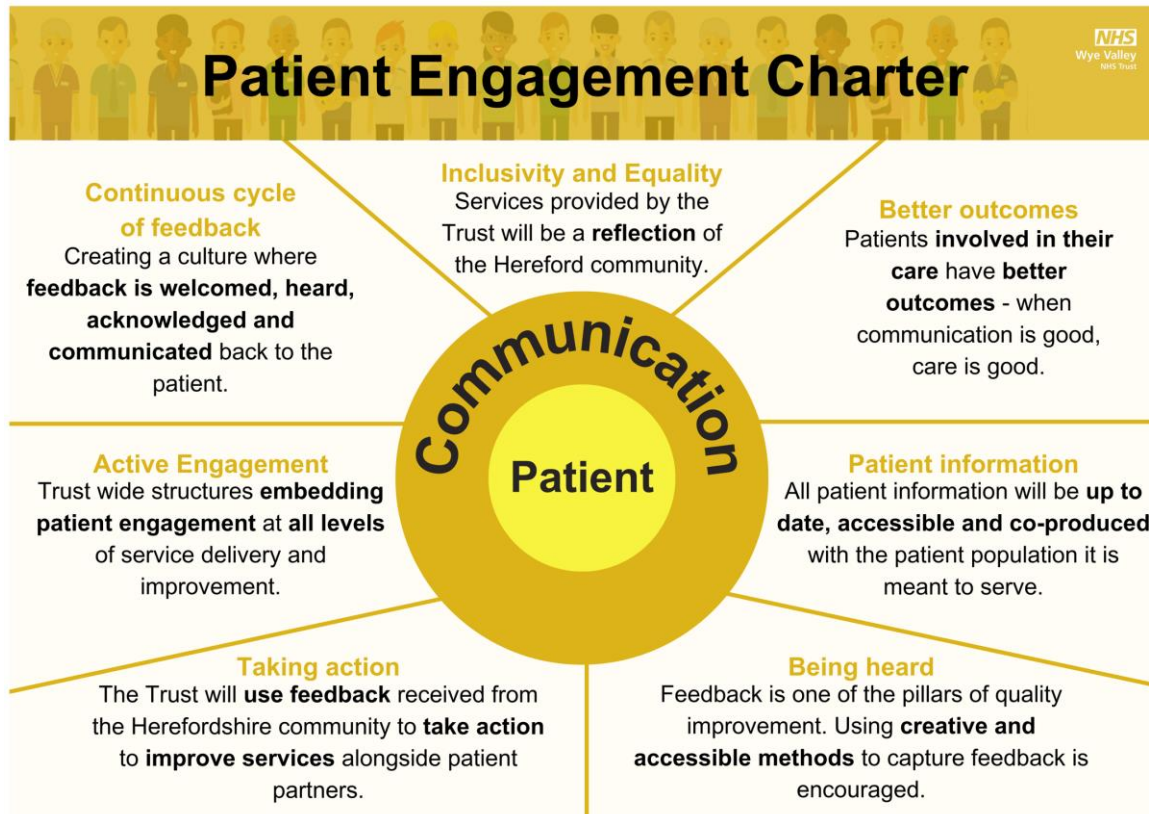 Patient Engagement Charter
NHS
Wye Valley
NHS Trust
Continuous cycle
of feedback
Creating a culture where
feedback is welcomed, heard,
acknowledged and
communicated back to the
patient.
Inclusivity and Equality
Services provided by the
Trust will be a reflection of
the Hereford community.
Better outcomes
Patients involved in their
care have better
outcomes - when
communication is good,
care is good.
Communication
Patient
Active Engagement
Trust wide structures embedding
patient engagement at all levels
of service delivery and
improvement.
Patient information
All patient information will be up to
date, accessible and co-produced
with the patient population it is
meant to serve.
Taking action
The Trust will use feedback received from
the Herefordshire community to take action
to improve services alongside patient
partners.
Being heard
Feedback is one of the pillars of quality
improvement. Using creative and
accessible methods to capture feedback is
encouraged.